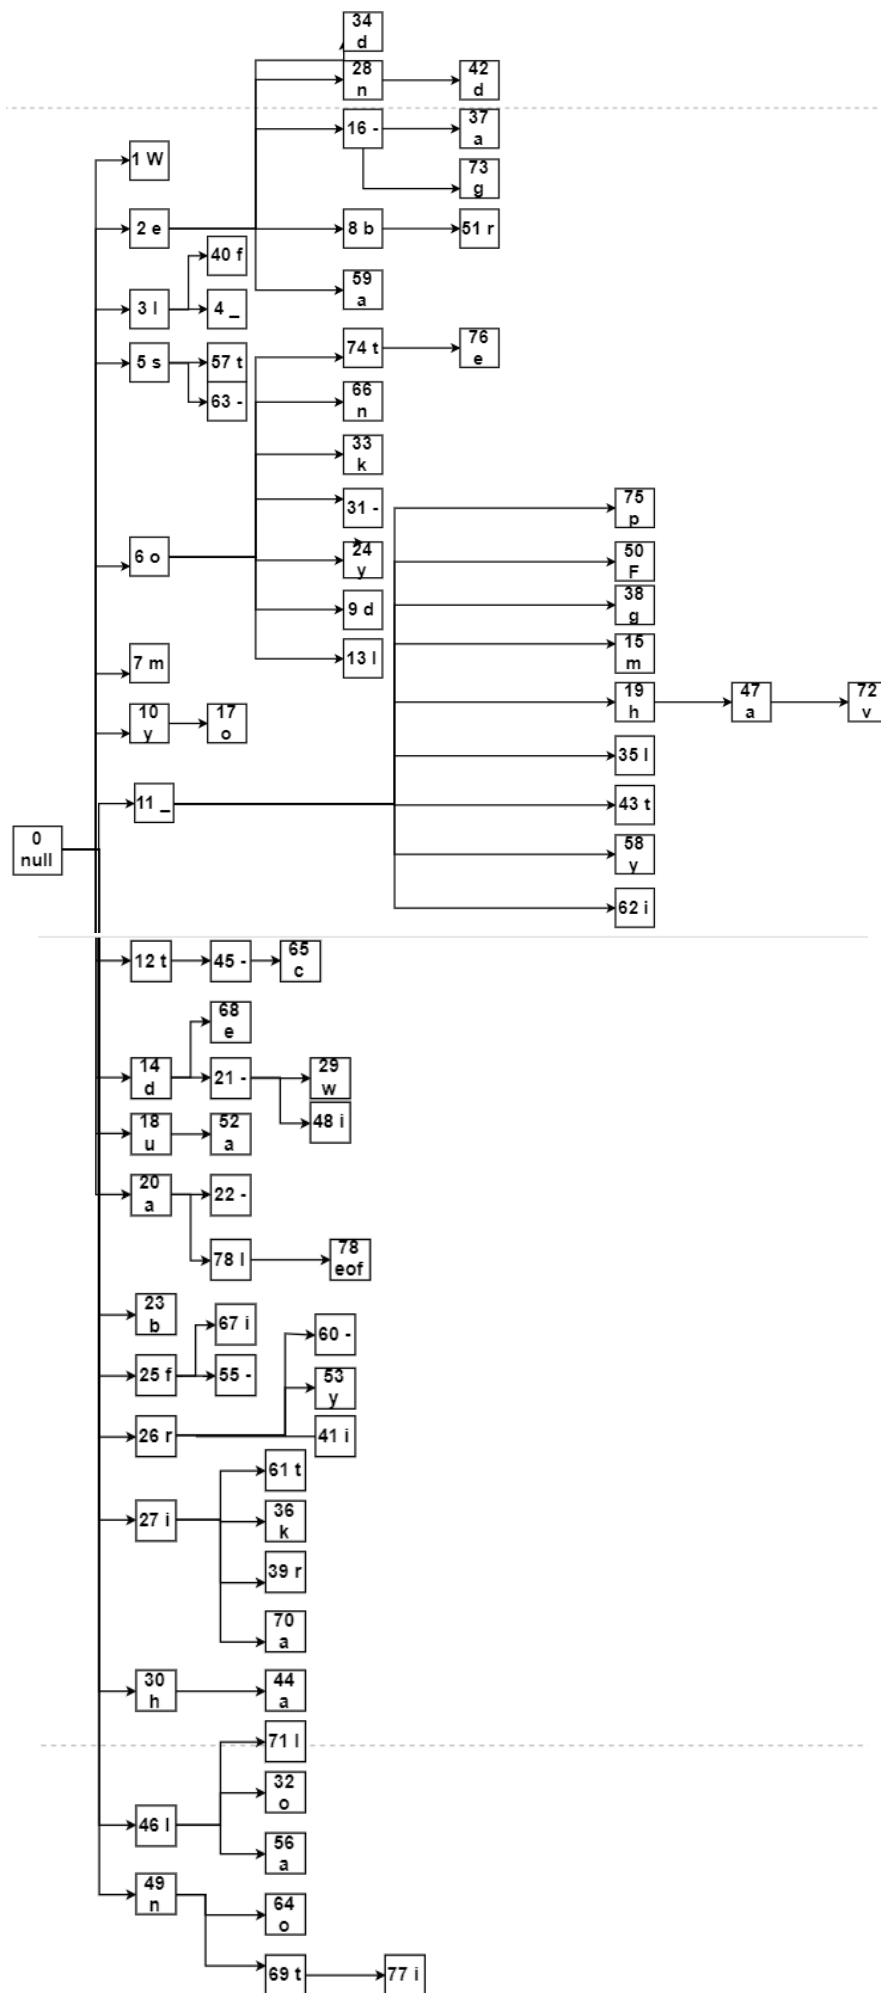 34
d
28
n
42
d
16 -
37
a
73
g
1 W
2 e
8 b
51 r
40 f
59
a
3 l
4 _
5 s
57 t
74 t
76
e
63 -
66
n
33
k
31 -
75
p
6 o
24
y
50
F
9 d
38
g
7 m
13 l
15
m
10
y
17
o
19
h
47
a
72
v
35 l
11 _
43 t
0
null
58
y
62 i
12 t
45 -
65
c
68
e
14
d
21 -
29
w
18
u
52
a
48 i
20
a
22 -
78 l
78
eof
23
b
67 i
60 -
25 f
55 -
53
y
26 r
41 i
61 t
27 i
36
k
39 r
70
a
30
h
44
a
71 l
32
o
46 l
56
a
49
n
64
o
69 t
77 i